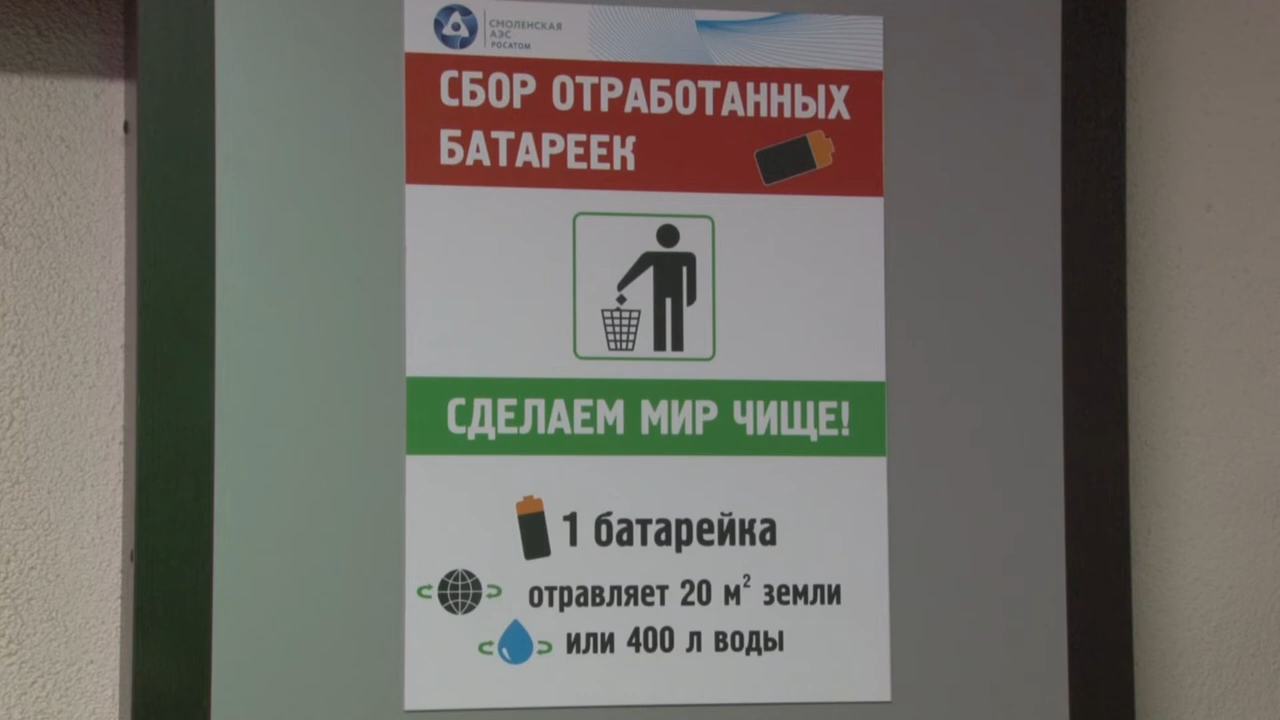 СМОЛЕНСКАЯ
АЭС
РОСАТОМ
СБОР ОТРАБОТАННЫХ
БАТАРЕЕК
СДЕЛАЕМ МИР ЧИЩЕ!
1 батарейка
отравляет 20 м² земли
или 400 л воды